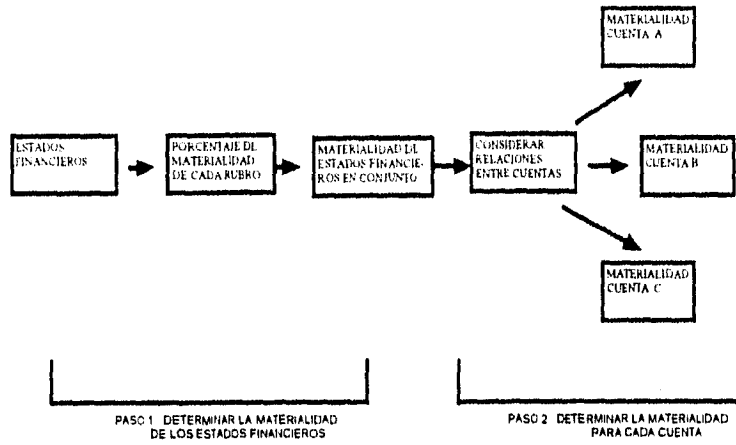 MATERIALIDAD
CUENTA A
ESTADOS
FINANCIEROS
PORCENTAJE DE
MATERIALIDAD
DE CADA RUBRO
MATERIALIDAD DE
ESTADOS FINANCIE-
ROS EN CONJUNTO
CONSIDERAR
RELACIONES
ENTRE CUENTAS
MATERIALIDAD
CUENTA B
MATERIALIDAD
CUENTA C
PASO 1 DETERMINAR LA MATERIALIDAD
DE LOS ESTADOS FINANCIEROS
PASO 2 DETERMINAR LA MATERIALIDAD
PARA CADA CUENTA